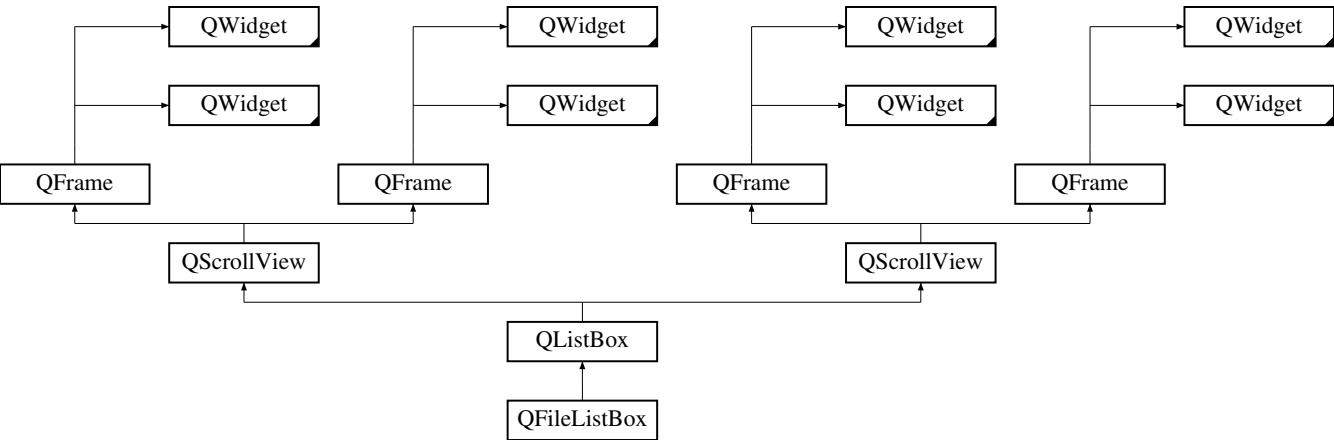 QWidget QWidget QWidget QWidget
QWidget QWidget QWidget QWidget
QFrame QFrame QFrame QFrame
QScrollView QScrollView
QListBox
QFileListBox